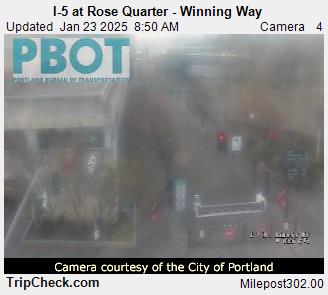 I-5 at Rose Quarter - Winning Way
Updated Jan 23 2025 8:50 AM Camera 4
PBOT
PORTLAND BUREAU OF TRANSPORTATION
Camera courtesy of the City of Portland
TripCheck.com Milepost302.00